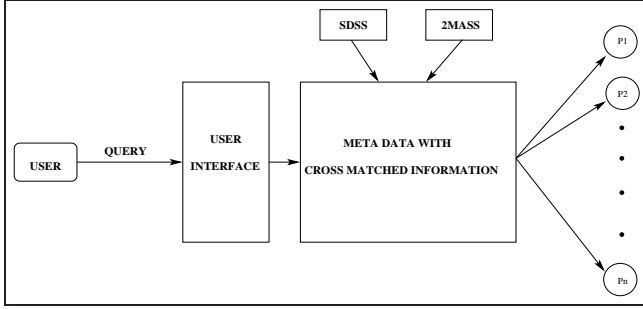 SDSS
2MASS
P1
P2
USER
QUERY
USER
INTERFACE
META DATA WITH
CROSS MATCHED INFORMATION
Pn